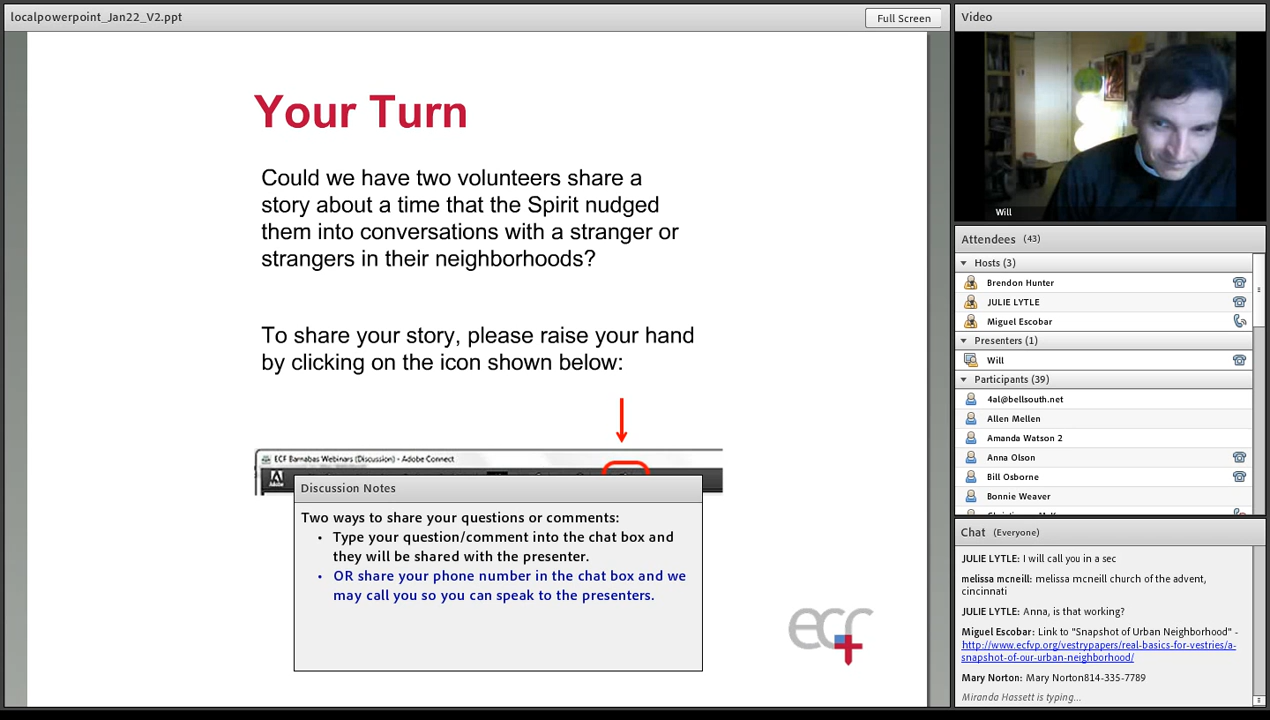 localpowerpoint_Jan22_V2.ppt
Full Screen
Your Turn
Could we have two volunteers share a
story about a time that the Spirit nudged
them into conversations with a stranger or
strangers in their neighborhoods?
To share your story, please raise your hand
by clicking on the icon shown below:
ECF Barnabas Webinars (Discussion) - Adobe Connect
Adobe
Discussion Notes
Two ways to share your questions or comments:
• Type your question/comment into the chat box and
they will be shared with the presenter.
• OR share your phone number in the chat box and we
may call you so you can speak to the presenters.
ecf
Video
Will
Attendees (43)
Hosts (3)
Brendon Hunter
JULIE LYTLE
Miguel Escobar
Presenters (1)
Will
Participants (39)
4al@bellsouth.net
Allen Mellen
Amanda Watson 2
Anna Olson
Bill Osborne
Bonnie Weaver
Chat (Everyone)
JULIE LYTLE: I will call you in a sec
melissa mcneill: melissa mcneill church of the advent,
cincinnati
JULIE LYTLE: Anna, is that working?
Miguel Escobar: Link to "Snapshot of Urban Neighborhood" -
http://www.ecfvp.org/vestrypapers/real-basics-for-vestries/a-
snapshot-of-our-urban-neighborhood/
Mary Norton: Mary Norton814-335-7789
Miranda Hassett is typing...